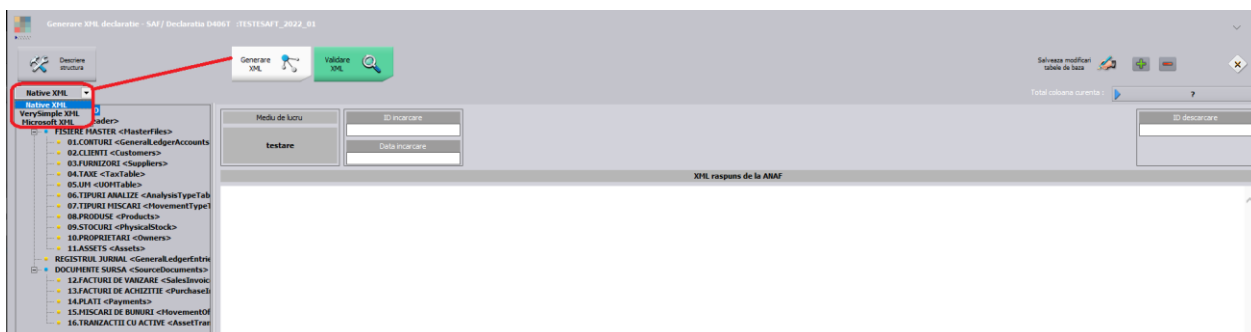 Generare XML declaratie - SAF/ Declaratia D406T :TESTESAFT_2022_01
Descriere structura
Generare XML
Validare XML
Salveaza modificari tabele de baza
Native XML
Total coloana curenta :
?
Native XML
VerySimple XML
Microsoft XML
eader>
FISIERE MASTER <MasterFiles>
01.CONTURI <GeneralLedgerAccounts
02.CLIENTI <Customers>
03.FURNIZORI <Suppliers>
04.TAXE <TaxTable>
05.UM <UOMTable>
06.TIPURI ANALIZE <AnalysisTypeTab
07.TIPURI MISCARI <MovementTypeT
08.PRODUSE <Products>
09.STOCURI <PhysicalStock>
10.PROPRIETARI <Owners>
11.ASSETS <Assets>
REGISTRUL JURNAL <GeneralLedgerEntrie
DOCUMENTE SURSA <SourceDocuments>
12.FACTURI DE VANZARE <SalesInvoic
13.FACTURI DE ACHIZITIE <PurchaseI
14.PLATI <Payments>
15.MISCARI DE BUNURI <MovementOf
16.TRANZACTII CU ACTIVE <AssetTran
Mediu de lucru
testare
ID incarcare
Data incarcare
ID descarcare
XML raspuns de la ANAF